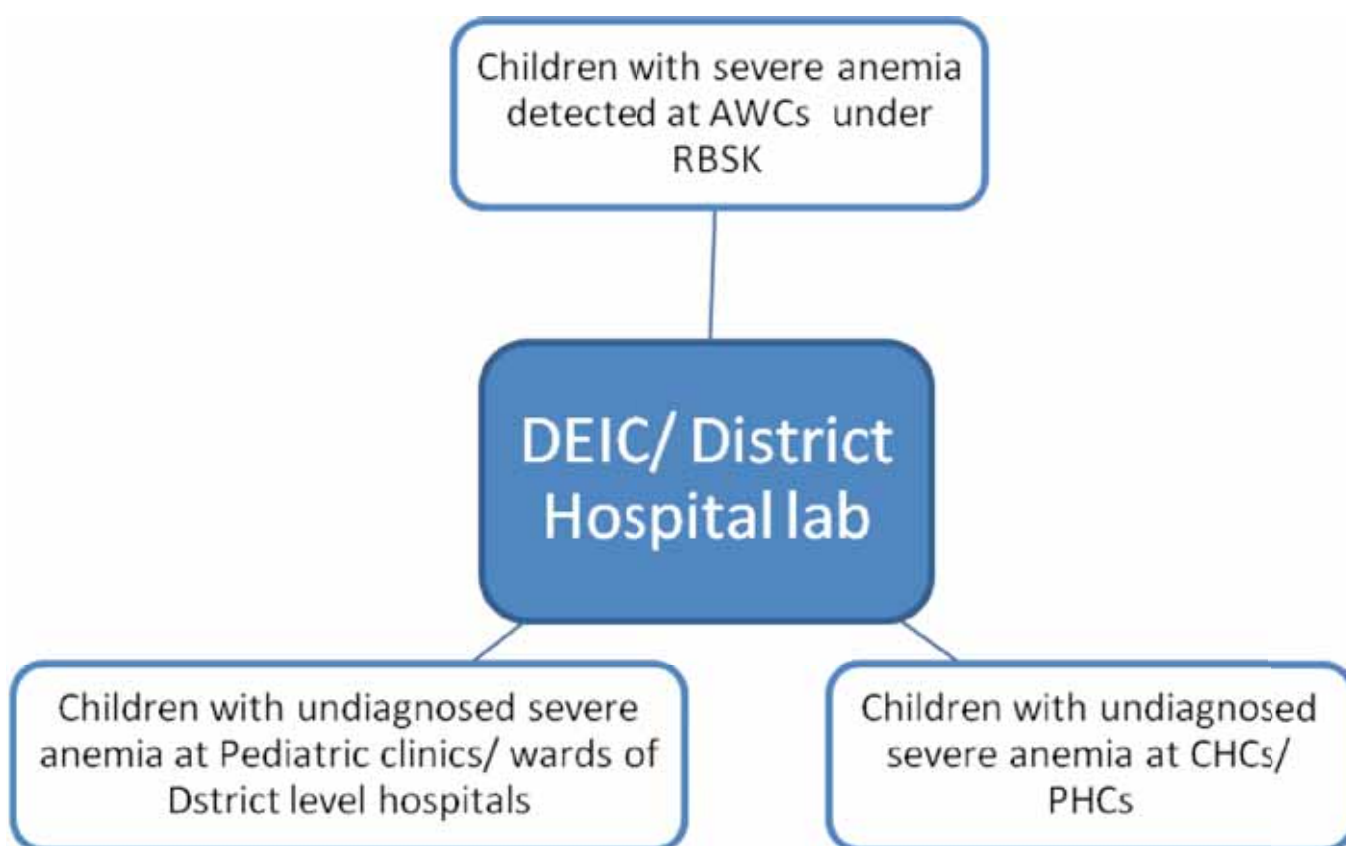 Children with severe anemia
detected at AWCs under
RBSK
DEIC/ District
Hospital lab
Children with undiagnosed severe
anemia at Pediatric clinics/ wards of
Dstrict level hospitals
Children with undiagnosed
severe anemia at CHCs/
PHCs